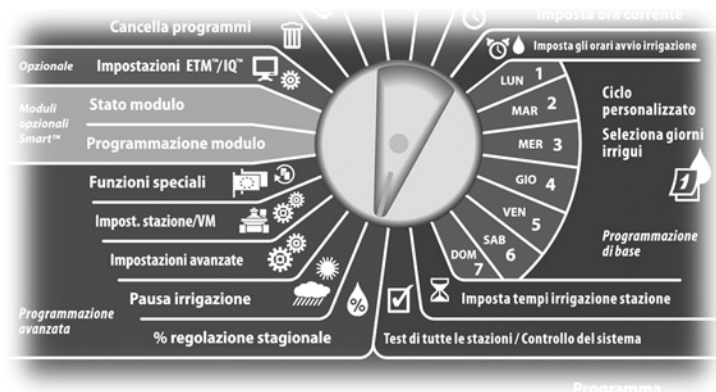 Cancella programmi
Imposta ora corrente
Opzionale
Impostazioni ETM™/IQ™
Imposta gli orari avvio irrigazione
Moduli
opzionali
Smart™
Stato modulo
Programmazione modulo
LUN 1
MAR 2
MER 3
GIO 4
VEN 5
SAB 6
DOM 7
Ciclo
personalizzato
Seleziona giorni
irrigui
1
Funzioni speciali
Impost. stazione/VM
Impostazioni avanzate
Programmazione
di base
Pausa irrigazione
Imposta tempi irrigazione stazione
Programmazione
avanzata
%
% regolazione stagionale
Test di tutte le stazioni / Controllo del sistema
Programma